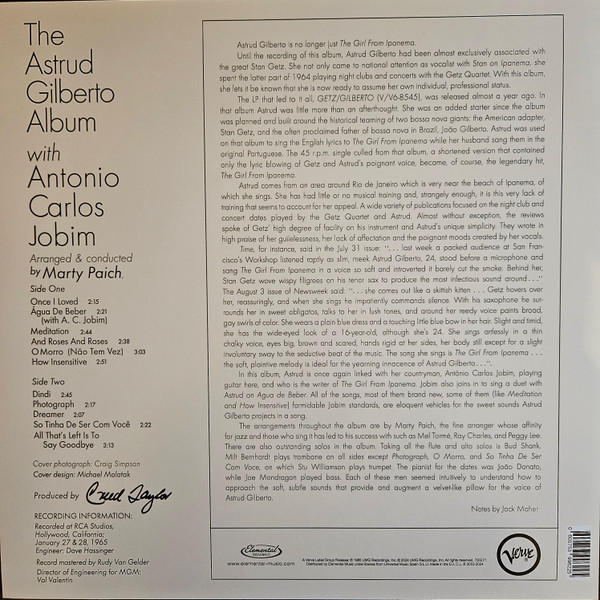 The
Astrud
Gilberto
Album
with
Antonio
Carlos
Jobim
Arranged & conducted
by Marty Paich.
Side One
Once I Loved 2:15
Água De Beber 2:21
(with A. C. Jobim)
Meditation 2:44
And Roses And Roses 2:38
O Morro (Não Tem Vez) 3:03
How Insensitive 2:51
Side Two
Dindi 2:45
Photograph 2:17
Dreamer 2:07
So Tinha De Ser Com Você 2:22
All That's Left Is To
Say Goodbye 3:13
Cover photograph: Craig Simpson
Cover design: Michael Malatak
Produced by Creed Taylor
RECORDING INFORMATION:
Recorded at RCA Studios,
Hollywood, California;
January 27 & 28, 1965
Engineer: Dave Hassinger
Record mastered by Rudy Van Gelder
Director of Engineering for MGM:
Val Valentin
Astrud Gilberto is no longer just The Girl From Ipanema.
Until the recording of this album, Astrud Gilberto had been almost exclusively associated with
the great Stan Getz. She not only came to national attention as vocalist with Stan on Ipanema, she
spent the latter part of 1964 playing night clubs and concerts with the Getz Quartet. With this album,
she lets it be known that she is now ready to assume her own individual, professional status.
The LP that led to it all, GETZ/GILBERTO (V/V6-8545), was released almost a year ago. In
that album Astrud was little more than an afterthought. She was an added starter since the album
was planned and built around the historical teaming of two bossa nova giants: the American adapter,
Stan Getz, and the often proclaimed father of bossa nova in Brazil, João Gilberto. Astrud was used
on that album to sing the English lyrics to The Girl From Ipanema while her husband sang them in the
original Portuguese. The 45 r.p.m. single culled from that album, a shortened version that contained
only the lyric blowing of Getz and Astrud's poignant voice, became, of course, the legendary hit,
The Girl From Ipanema.
Astrud comes from an area around Rio de Janeiro which is very near the beach of Ipanema, of
which she sings. She has had little or no musical training and, strangely enough, it is this very lack of
training that seems to account for her appeal. A wide variety of publications focused on the night club and
concert dates played by the Getz Quartet and Astrud. Almost without exception, the reviews
spoke of Getz' high degree of facility on his instrument and Astrud's unique simplicity. They wrote in
high praise of her guilelessness, her lack of affectation and the poignant moods created by her vocals.
Time, for instance, said in the July 31 issue: "... last week a packed audience at San Fran-
cisco's Workshop listened raptly as slim, meek Astrud Gilberto, 24, stood before a microphone and
sang The Girl From Ipanema in a voice so soft and introverted it barely cut the smoke. Behind her,
Stan Getz wove wispy filigrees on his tenor sax to produce the most infectious sound around..."
The August 3 issue of Newsweek said: "... she comes out like a skittish kitten... Getz hovers over
her, reassuringly, and when she sings he impatiently commands silence. With his saxophone he sur-
rounds her in sweet obligatos, talks to her in lush tones, and around her reedy voice paints broad,
gay swirls of color. She wears a plain blue dress and a touching little blue bow in her hair. Slight and timid,
she has the wide-eyed look of a 16-year-old, although she's 24. She sings artlessly in a thin
chalky voice, eyes big, brown and scared, hands rigid at her sides, her body still except for a slight
involuntary sway to the seductive beat of the music. The song she sings is The Girl From Ipanema...
the soft, plaintive melody is ideal for the yearning innocence of Astrud Gilberto...".
In this album, Astrud is once again linked with her countryman, Antônio Carlos Jobim, playing
guitar here, and who is the writer of The Girl From Ipanema. Jobim also joins in to sing a duet with
Astrud on Agua de Beber. All of the songs, most of them brand new, some of them (like Meditation
and How Insensitive) formidable Jobim standards, are eloquent vehicles for the sweet sounds Astrud
Gilberto projects in a song.
The arrangements throughout the album are by Marty Paich, the fine arranger whose affinity
for jazz and those who sing it has led to his success with such as Mel Tormé, Ray Charles, and Peggy Lee.
There are also outstanding solos in the album. Taking all the flute and alto solos is Bud Shank.
Milt Bernhardt plays trombone on all sides except Photograph, O Morro, and So Tinha De Ser
Com Voce, on which Stu Williamson plays trumpet. The pianist for the dates was João Donato,
while Joe Mondragon played bass. Each of these men seemed intuitively to understand how to
approach the soft, subtle sounds that provide and augment a velvet-like pillow for the voice of
Astrud Gilberto.
Notes by Jack Maher
Elemental
www.elemental-music.com
Verve